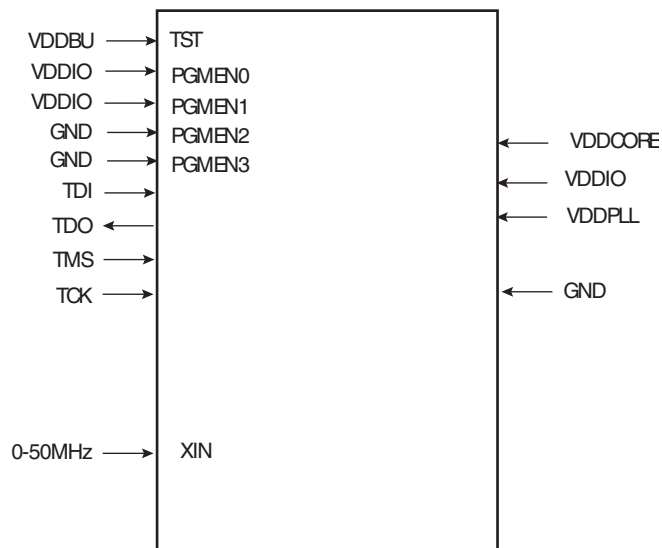 VDDBU TST
VDDIO PGMEN0
VDDIO PGMEN1
GND PGMEN2
GND PGMEN3
TDI
TDO
TMS
TCK
0-50MHz XIN
VDDCORE
VDDIO
VDDPLL
GND